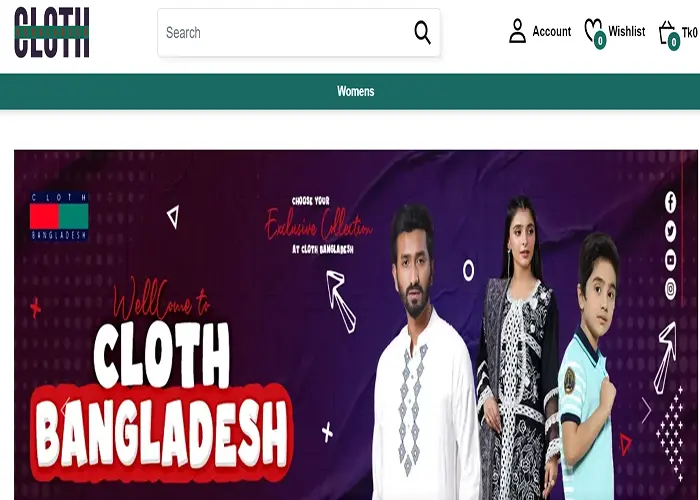 CLOTH
Search
Account
0
Wishlist
0
Tk0
Womens
CLOTH
BANGLADESH
CHOOSE YOUR
Exclusive Collection
AT CLOTH BANGLADESH
WellCome to
CLOTH
BANGLADESH